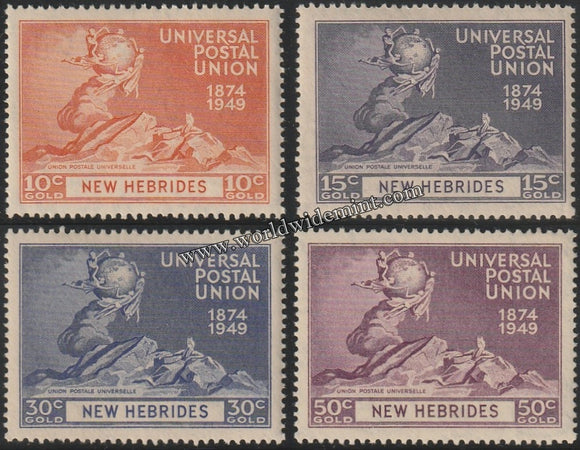 UNIVERSAL
POSTAL
UNION
1874
1949
UNION POSTALE UNIVERSELLE
10c GOLD NEW HEBRIDES 10c GOLD
UNIVERSAL
POSTAL
UNION
1874
1949
UNION POSTALE UNIVERSELLE
15c GOLD NEW HEBRIDES 15c GOLD
www.worldwidemint.com
UNIVERSAL
POSTAL
UNION
1874
1949
UNION POSTALE UNIVERSELLE
30c GOLD NEW HEBRIDES 30c GOLD
UNIVERSAL
POSTAL
UNION
1874
1949
UNION POSTALE UNIVERSELLE
50c GOLD NEW HEBRIDES 50c GOLD